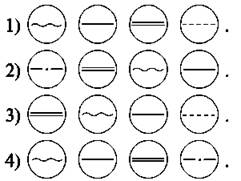 1) .
2) .
3) .
4) .